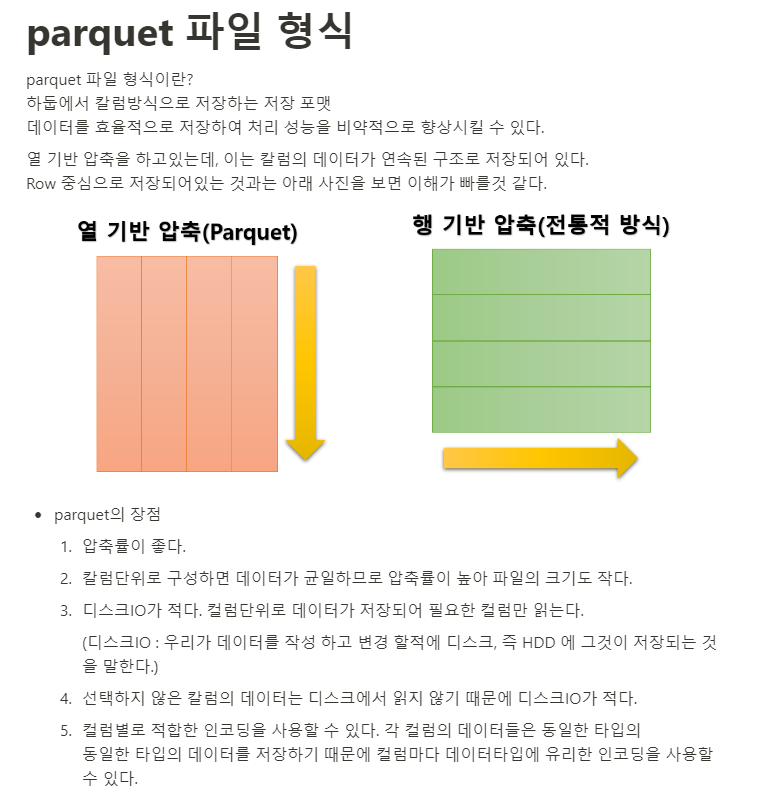 parquet 파일 형식
parquet 파일 형식이란?
하둡에서 칼럼방식으로 저장하는 저장 포맷
데이터를 효율적으로 저장하여 처리 성능을 비약적으로 향상시킬 수 있다.
열 기반 압축을 하고있는데, 이는 칼럼의 데이터가 연속된 구조로 저장되어 있다.
Row 중심으로 저장되어있는 것과는 아래 사진을 보면 이해가 빠를것 같다.
열 기반 압축(Parquet)
행 기반 압축(전통적 방식)
• parquet의 장점
1. 압축률이 좋다.
2. 칼럼단위로 구성하면 데이터가 균일하므로 압축률이 높아 파일의 크기도 작다.
3. 디스크IO가 적다. 컬럼단위로 데이터가 저장되어 필요한 컬럼만 읽는다.
(디스크IO : 우리가 데이터를 작성 하고 변경 할적에 디스크, 즉 HDD 에 그것이 저장되는 것
을 말한다.)
4. 선택하지 않은 칼럼의 데이터는 디스크에서 읽지 않기 때문에 디스크IO가 적다.
5. 컬럼별로 적합한 인코딩을 사용할 수 있다. 각 컬럼의 데이터들은 동일한 타입의
동일한 타입의 데이터를 저장하기 때문에 컬럼마다 데이터타입에 유리한 인코딩을 사용할
수 있다.